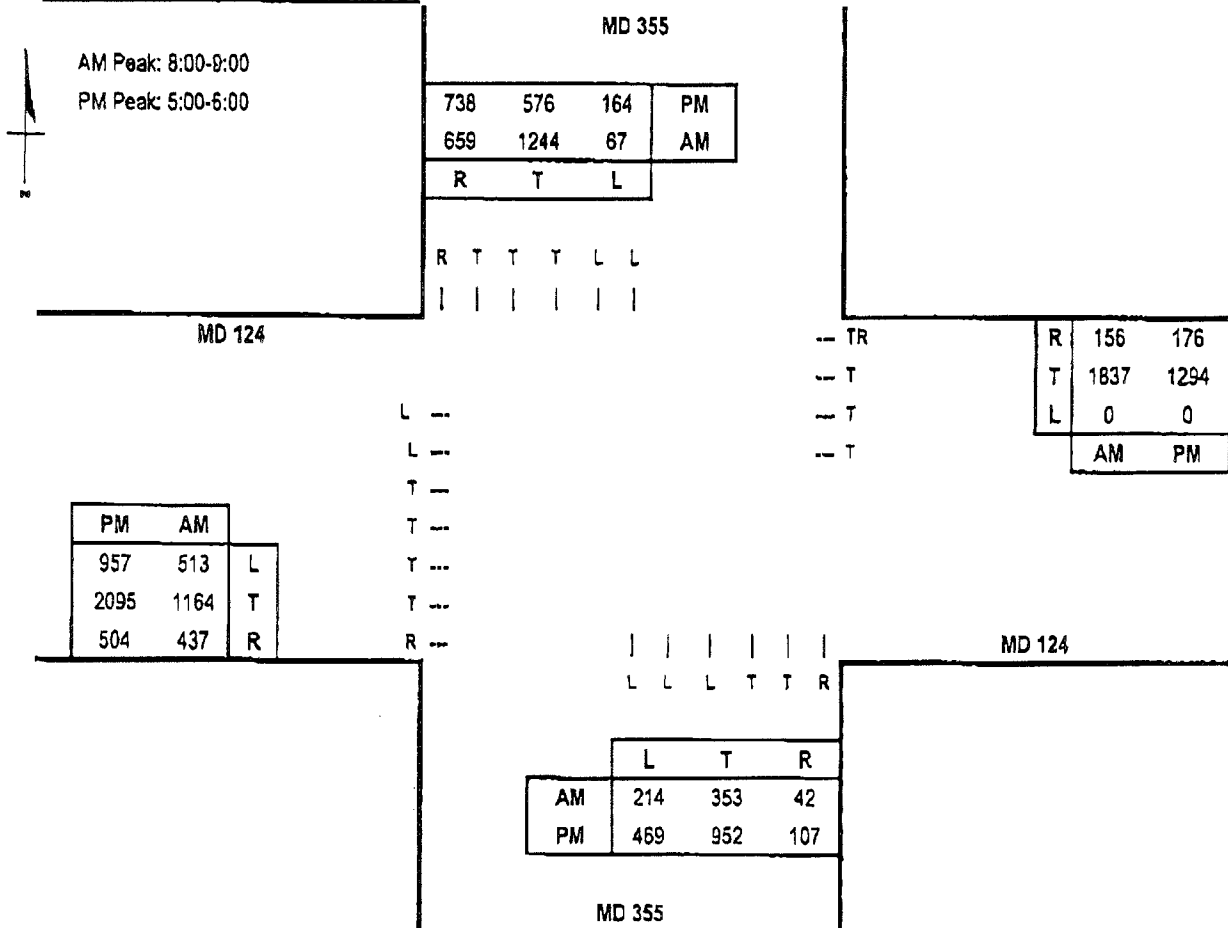 MD 355
AM Peak: 8:00-9:00
PM Peak: 5:00-6:00
738 576 164 PM
659 1244 67 AM
R T L
R T T T L L
MD 124
TR
T
T
T
R 156 176
T 1837 1294
L 0 0
AM PM
L
L
T
T
T
T
R
PM AM
957 513 L
2095 1164 T
504 437 R
MD 124
L L L T T R
L T R
AM 214 353 42
PM 469 952 107
MD 355